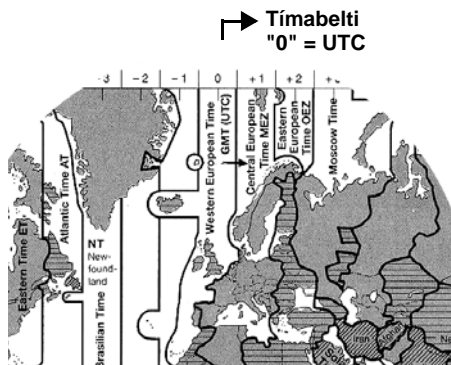 Tímabelti
"0" = UTC
-3
-2
-1
0
+1
+2
Eastern Time ET
Atlantic Time AT
NT
New-
found-
land
Brasilian Time
Western European Time
GMT (UTC)
Central European
Time MEZ
Eastern
European
Time OEZ
Moscow Time
Iran